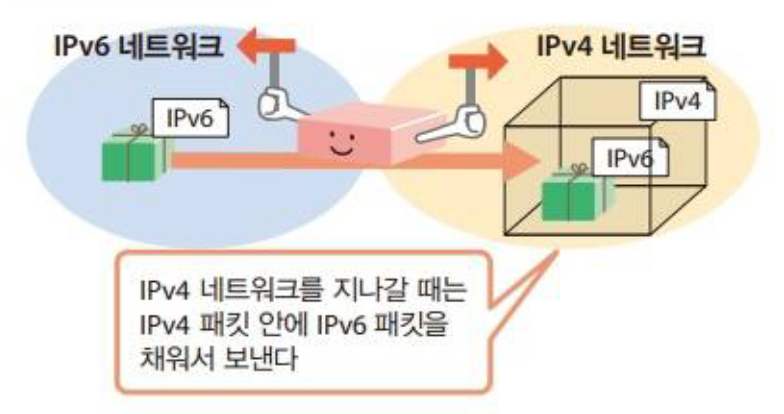 IPv6 네트워크
IPv4 네트워크
IPv6
IPv4
IPv6
IPv4 네트워크를 지나갈 때는
IPv4 패킷 안에 IPv6 패킷을
채워서 보낸다